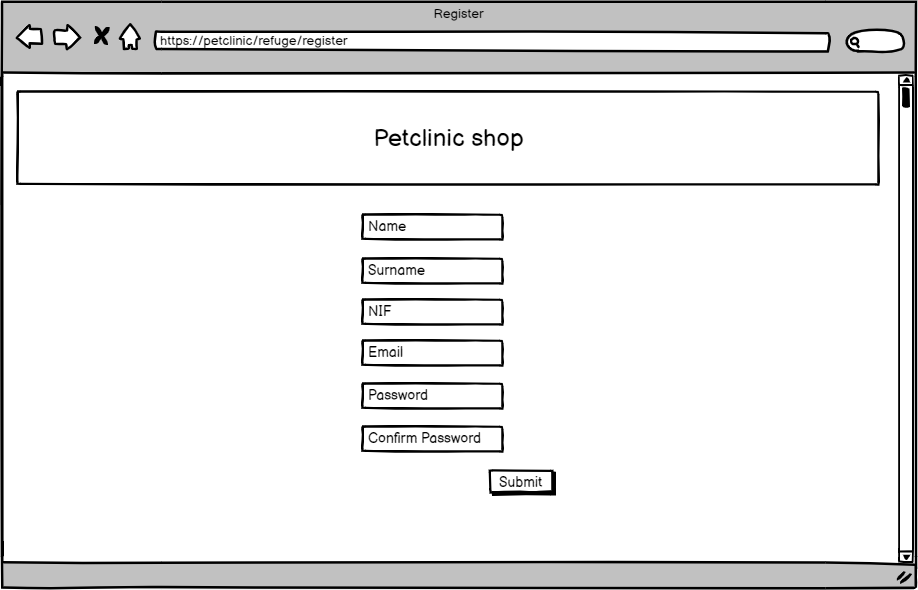 Register
https://petclinic/refuge/register
Petclinic shop
Name
Surname
NIF
Email
Password
Confirm Password
Submit